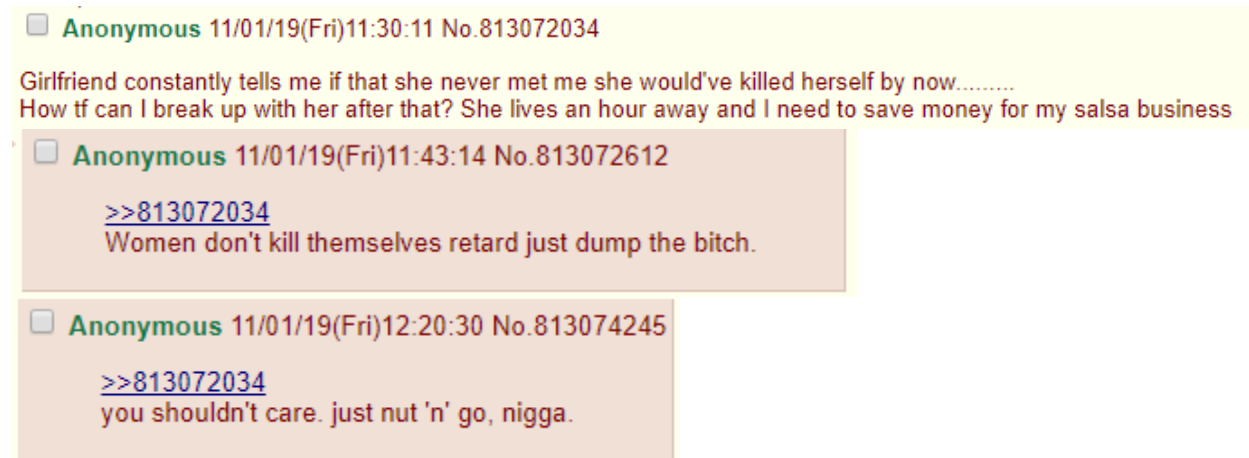 Anonymous 11/01/19(Fri)11:30:11 No.813072034
Girlfriend constantly tells me if that she never met me she would've killed herself by now.........
How tf can I break up with her after that? She lives an hour away and I need to save money for my salsa business
Anonymous 11/01/19(Fri)11:43:14 No.813072612
>>813072034
Women don't kill themselves retard just dump the bitch.
Anonymous 11/01/19(Fri)12:20:30 No.813074245
>>813072034
you shouldn't care. just nut 'n' go, nigga.